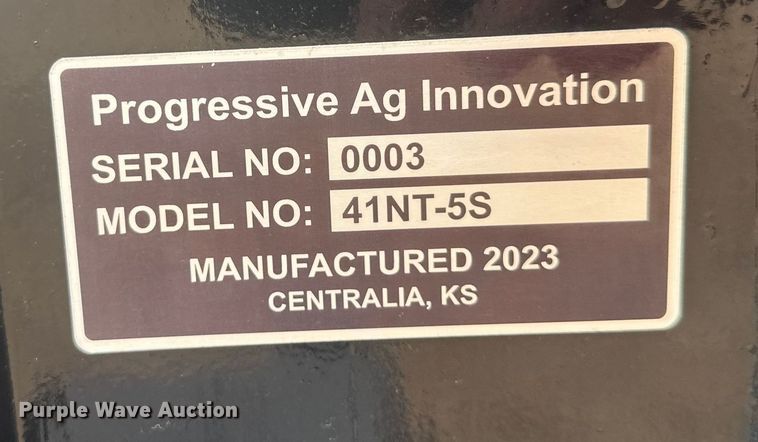 Progressive Ag Innovation
SERIAL NO: 0003
MODEL NO: 41NT-5S
MANUFACTURED 2023
CENTRALIA, KS
Purple Wave Auction